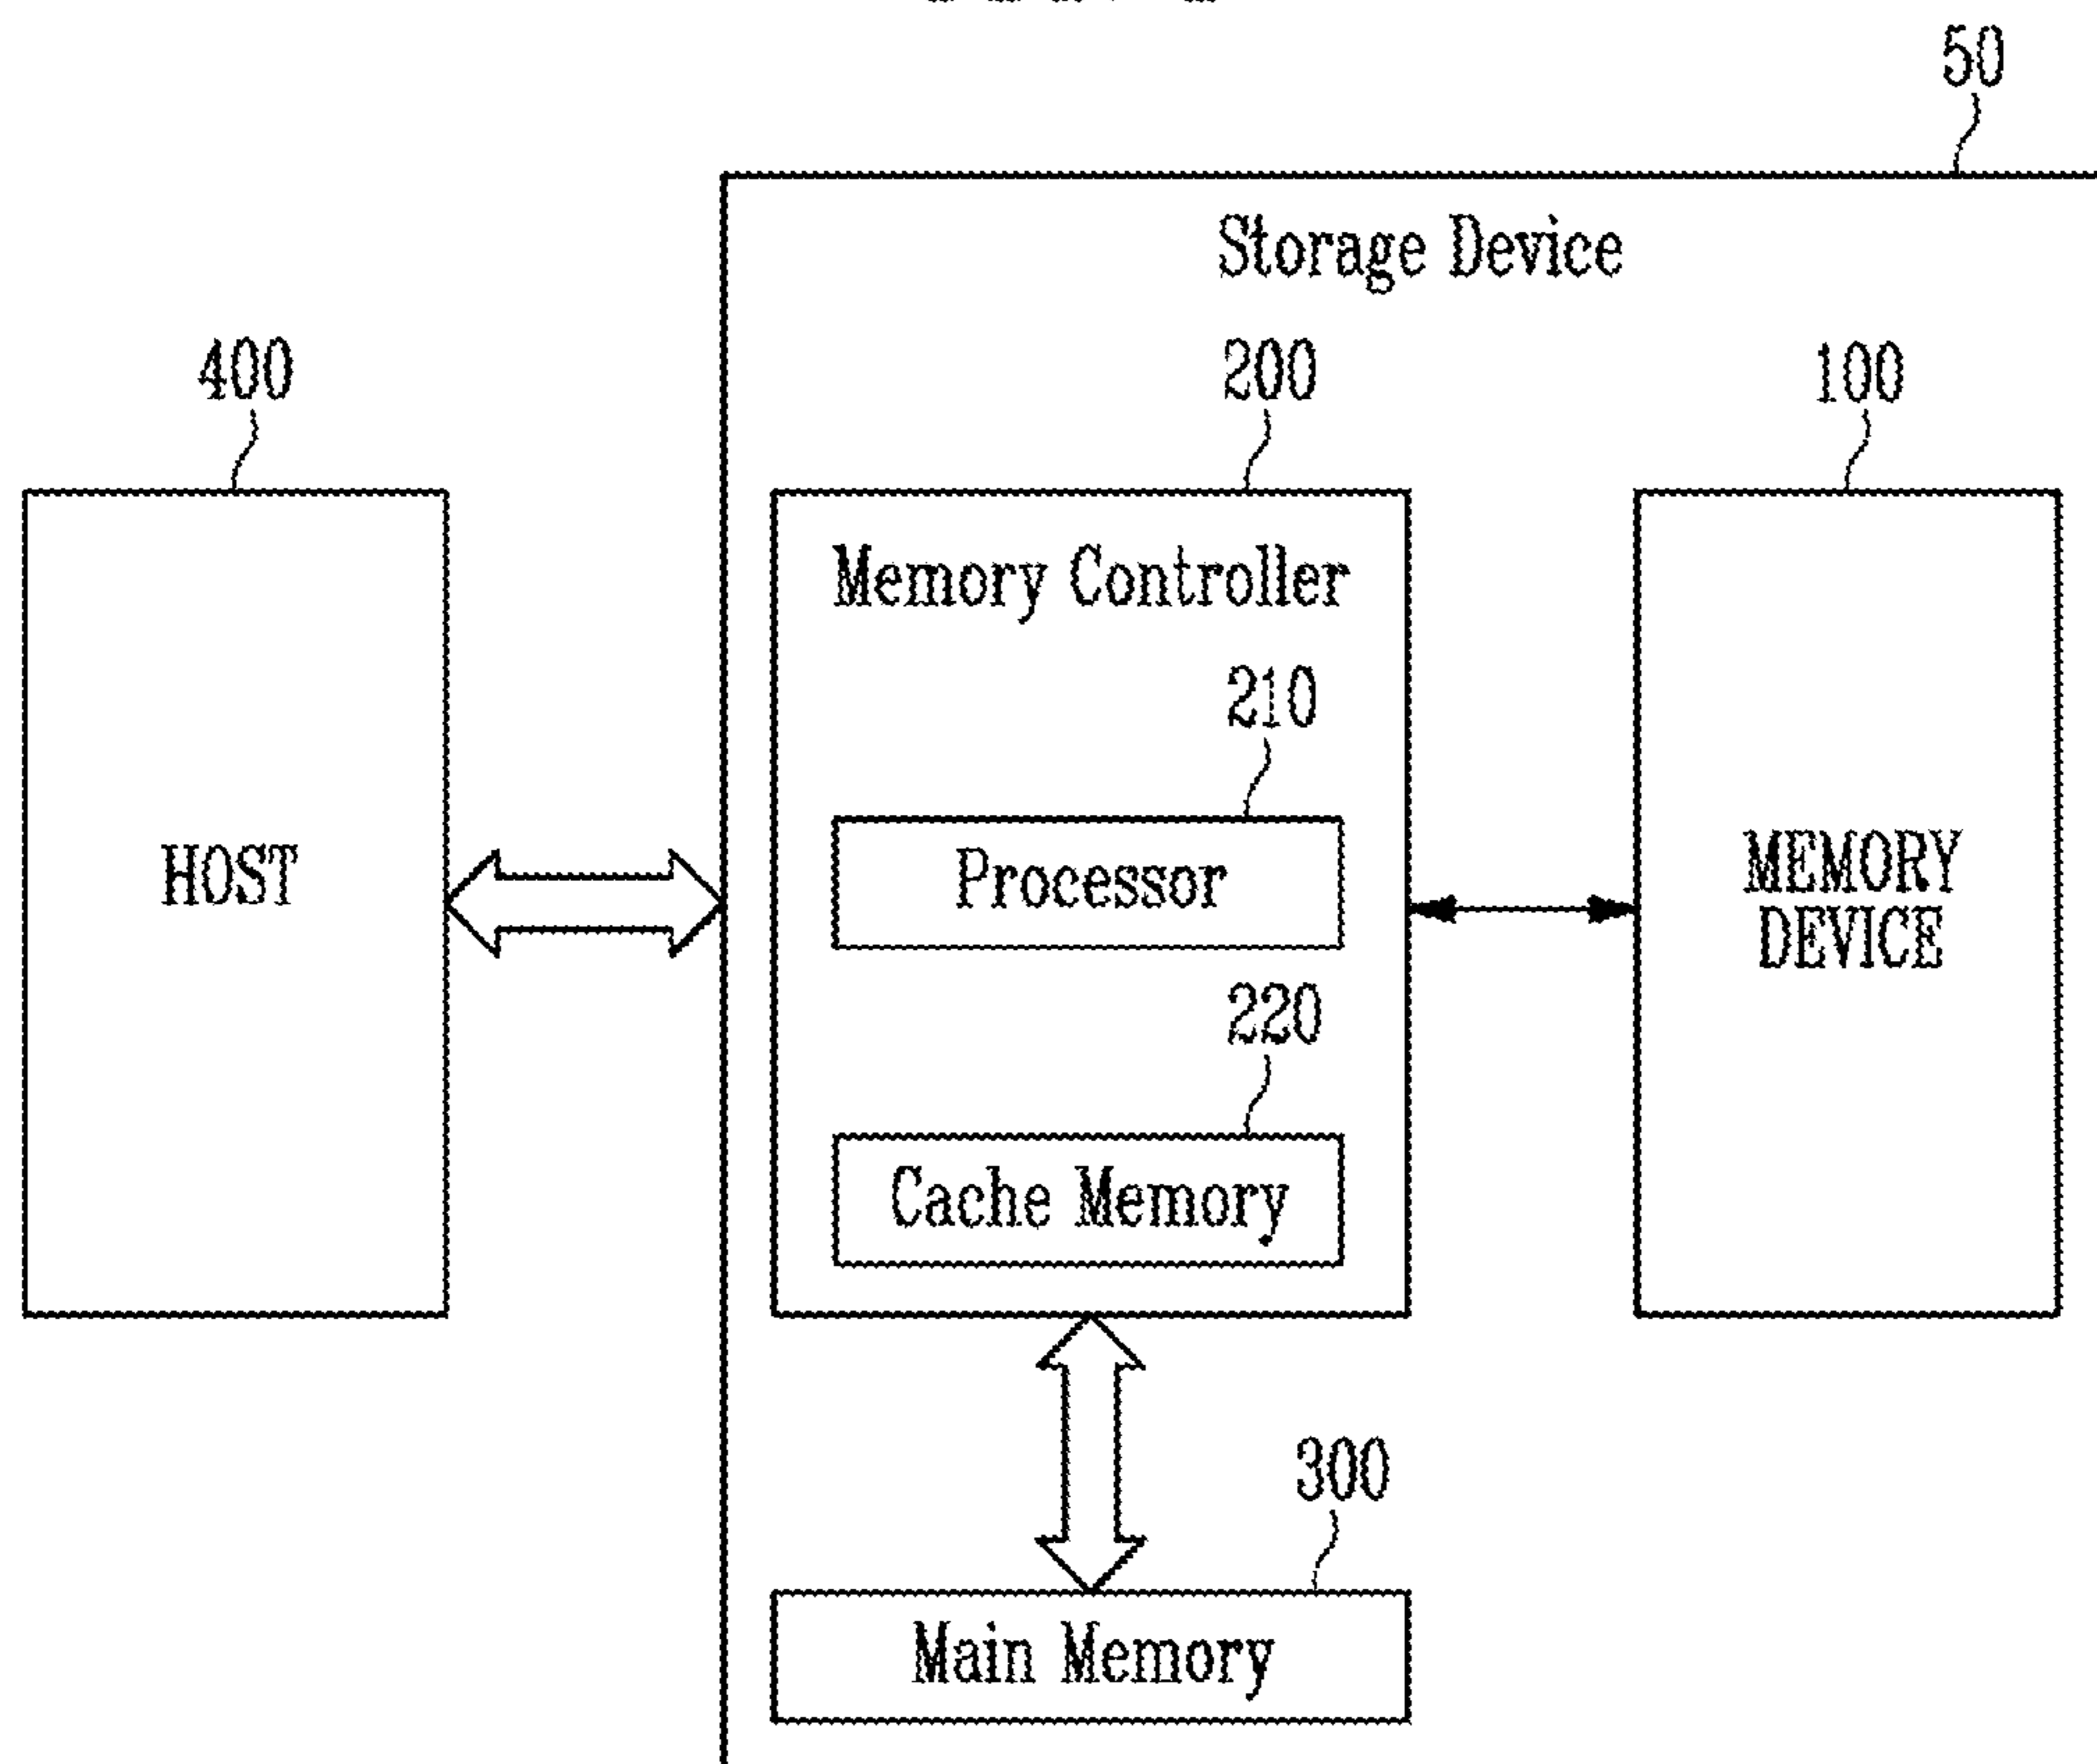 50
Storage Device
400
200
100
Memory Controller
210
HOST
Processor
MEMORY
DEVICE
220
Cache Memory
300
Main Memory